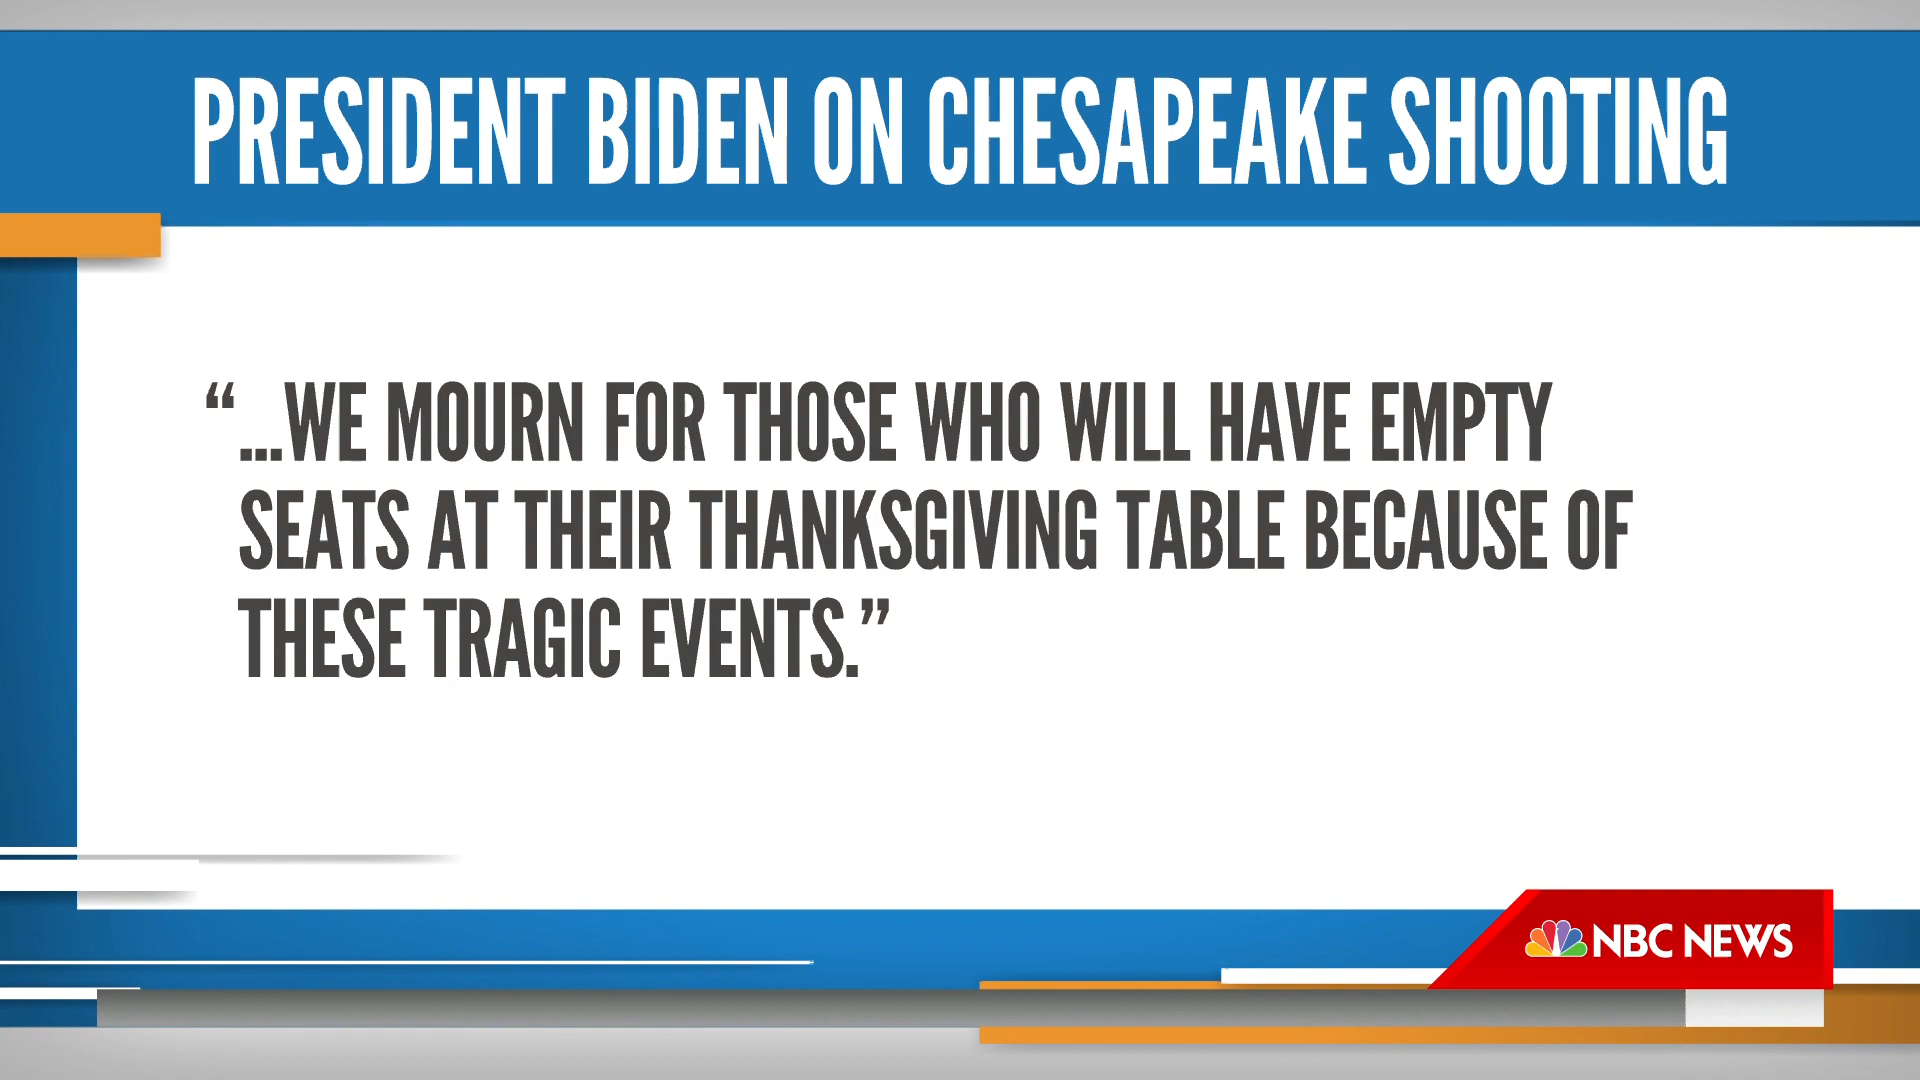 PRESIDENT BIDEN ON CHESAPEAKE SHOOTING
“...WE MOURN FOR THOSE WHO WILL HAVE EMPTY
SEATS AT THEIR THANKSGIVING TABLE BECAUSE OF
THESE TRAGIC EVENTS.”
NBC NEWS